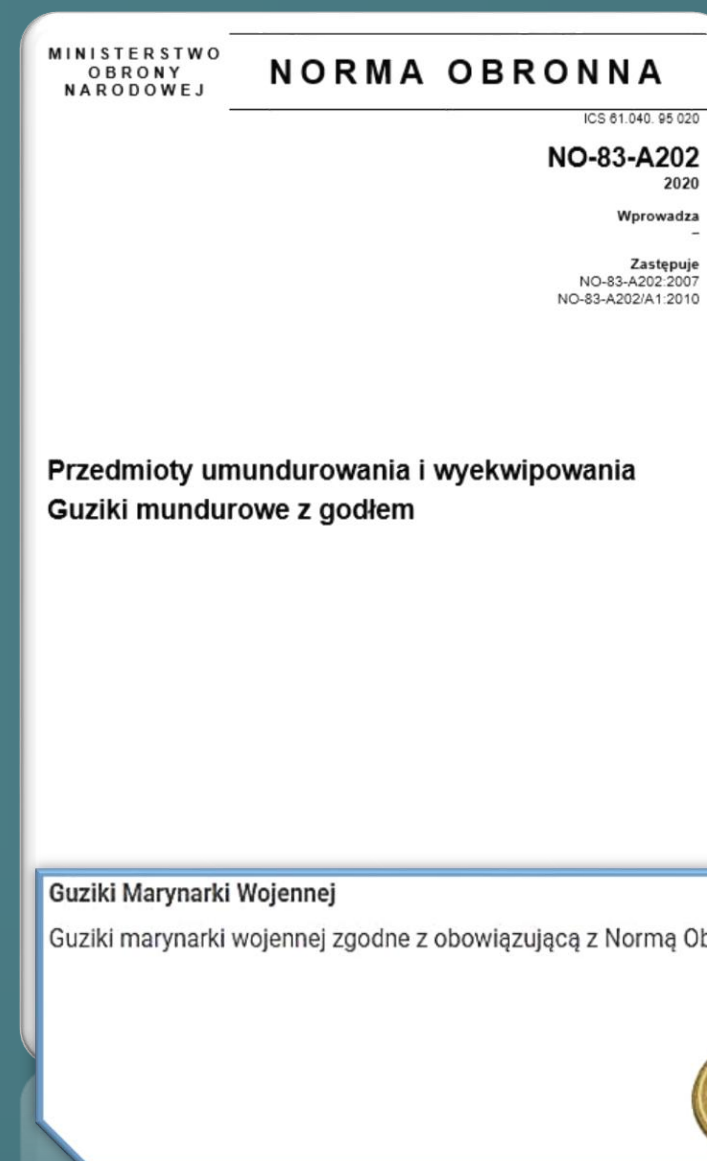 MINISTERSTWO
OBRONY
NARODOWEJ
NORMA OBRONNA
ICS 61.040. 95 020
NO-83-A202
2020
Wprowadza
–
Zastępuje
NO-83-A202:2007
NO-83-A202/A1:2010
Przedmioty umundurowania i wyekwipowania
Guziki mundurowe z godłem
Guziki Marynarki Wojennej
Guziki marynarki wojennej zgodne z obowiązującą z Normą